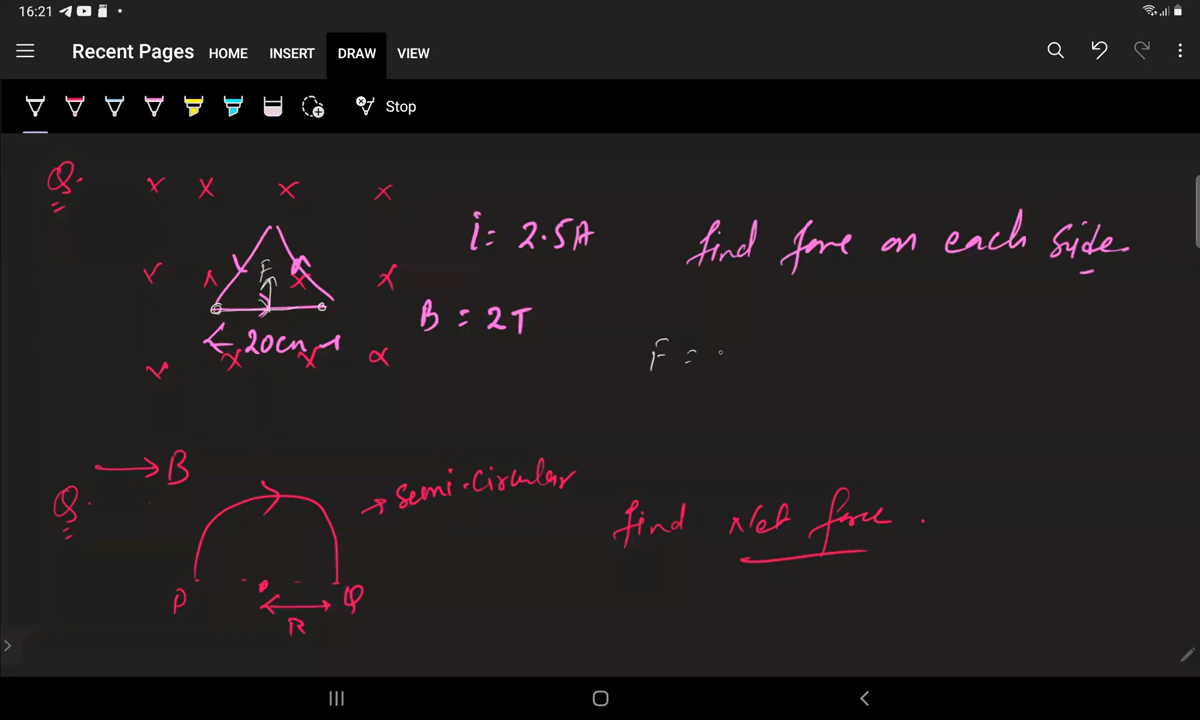 16:21
Recent Pages HOME INSERT DRAW VIEW
Stop
Q. x x x x
i = 2.5A find force on each side
x x F x x
B = 2T
20cm
x x x x
F =
B
Q. → Semi-Circular
find Net force.
P Q
R